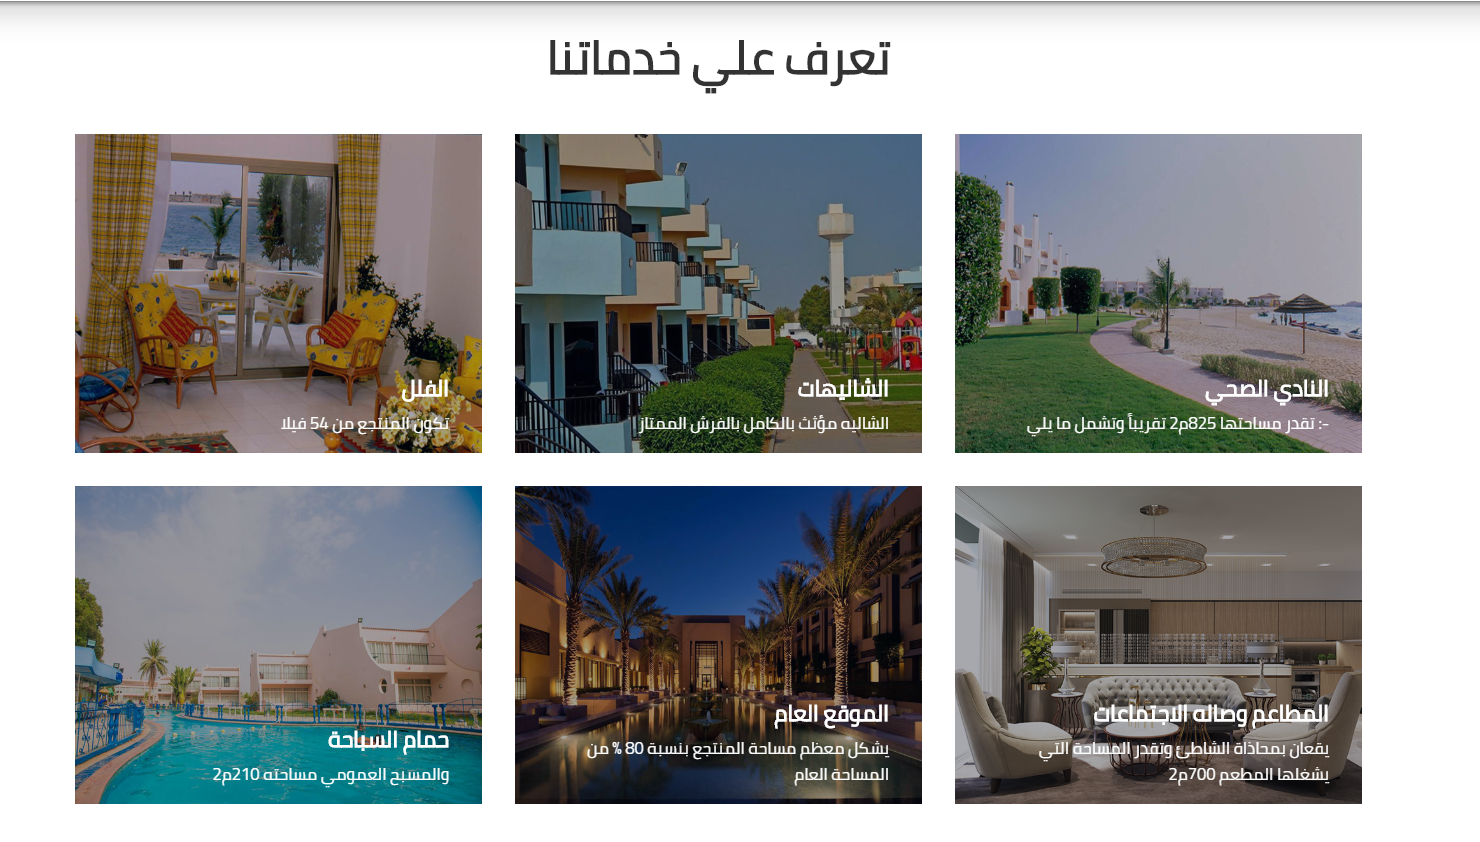 تعرف علي خدماتنا
النادي الصحي
-: تقدر مساحتها 825م2 تقريباً وتشمل ما يلي
الشاليهات
الشاليه مؤثث بالكامل بالفرش الممتاز
الفلل
تكون المنتجع من 54 فيلا
المطاعم وصاله الاجتماعات
يقعان بمحاذاة الشاطئ وتقدر المساحة التي
يشغلها المطعم 700م2
الموقع العام
يشكل معظم مساحة المنتجع بنسبة 80 % من
المساحة العام
حمام السباحة
والمسبح العمومي مساحته 210م2